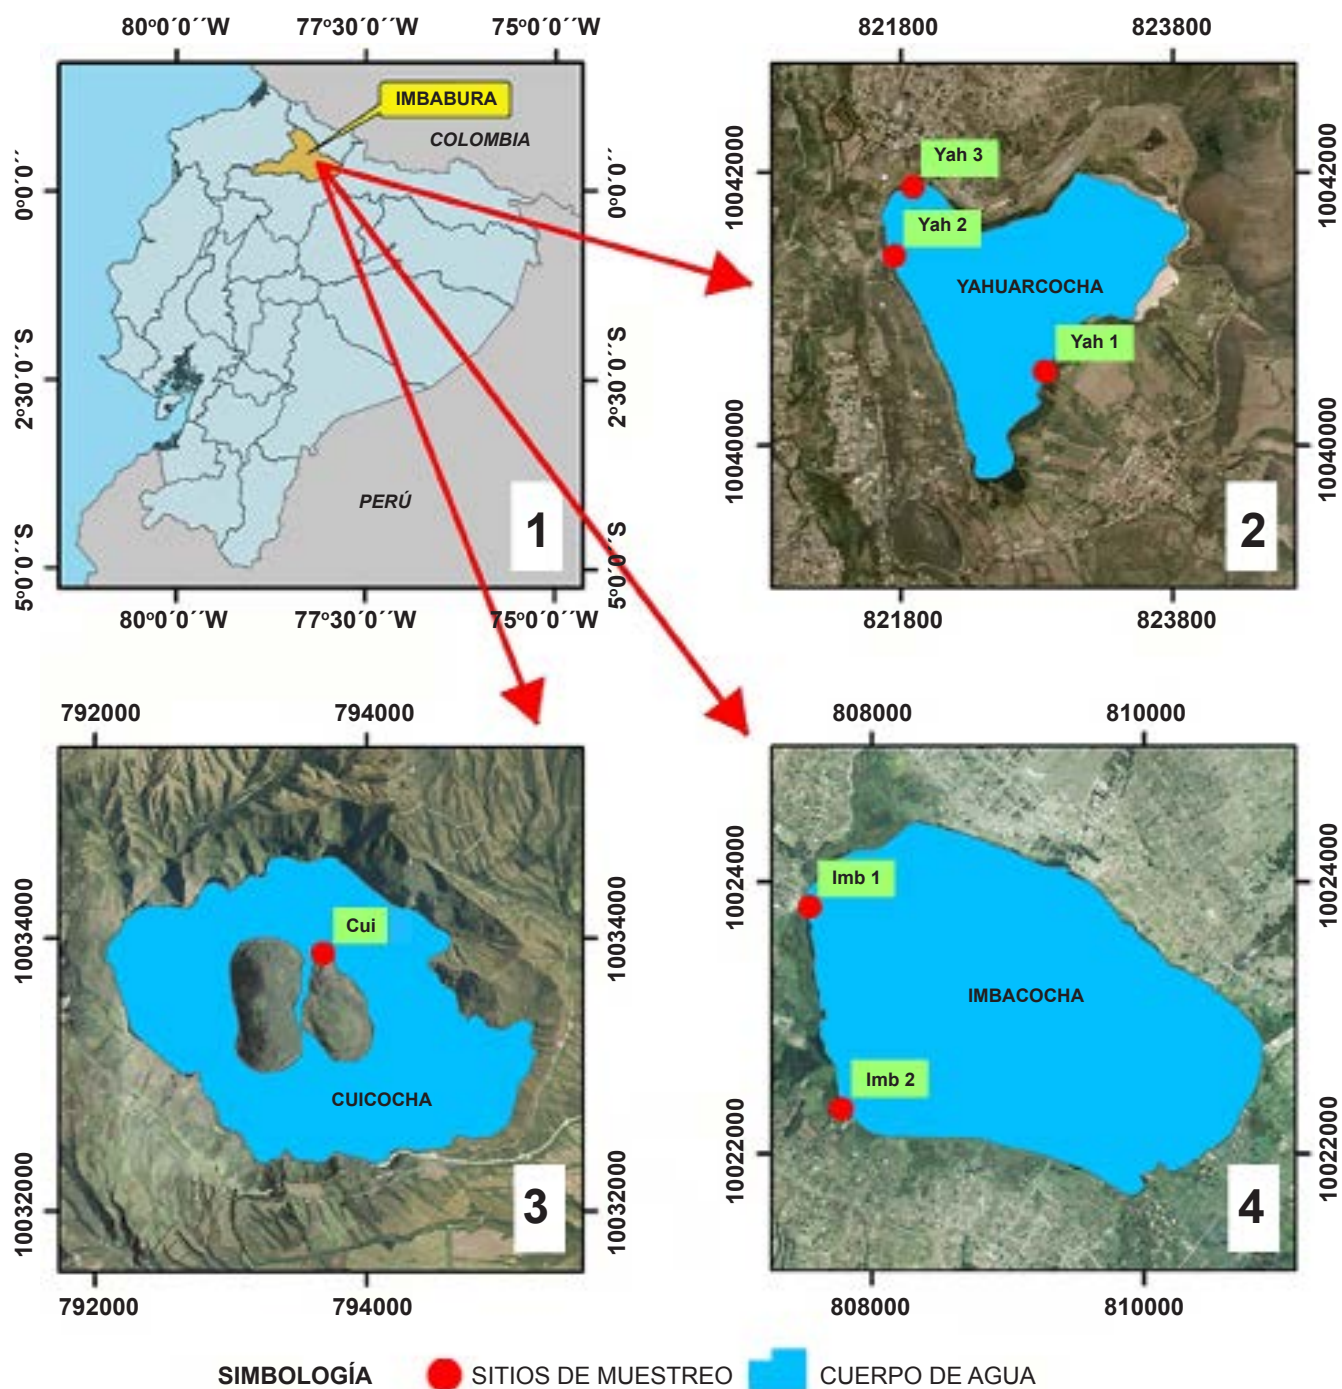 80º0´0´´W 77º30´0´´W 75º0´0´´W
IMBABURA
COLOMBIA
0º0´0´´
0º0´0´´
2º30´0´´S
2º30´0´´S
PERÚ
1
5º0´0´´S
5º0´0´´S
80º0´0´´W 77º30´0´´W 75º0´0´´W
821800 823800
Yah 3
10042000
10042000
Yah 2
YAHUARCOCHA
Yah 1
10040000
10040000
2
821800 823800
792000 794000
Cui
10034000
10034000
CUICOCHA
3
10032000
10032000
792000 794000
808000 810000
Imb 1
10024000
10024000
IMBACOCHA
Imb 2
10022000
10022000
4
808000 810000
SIMBOLOGÍA SITIOS DE MUESTREO CUERPO DE AGUA